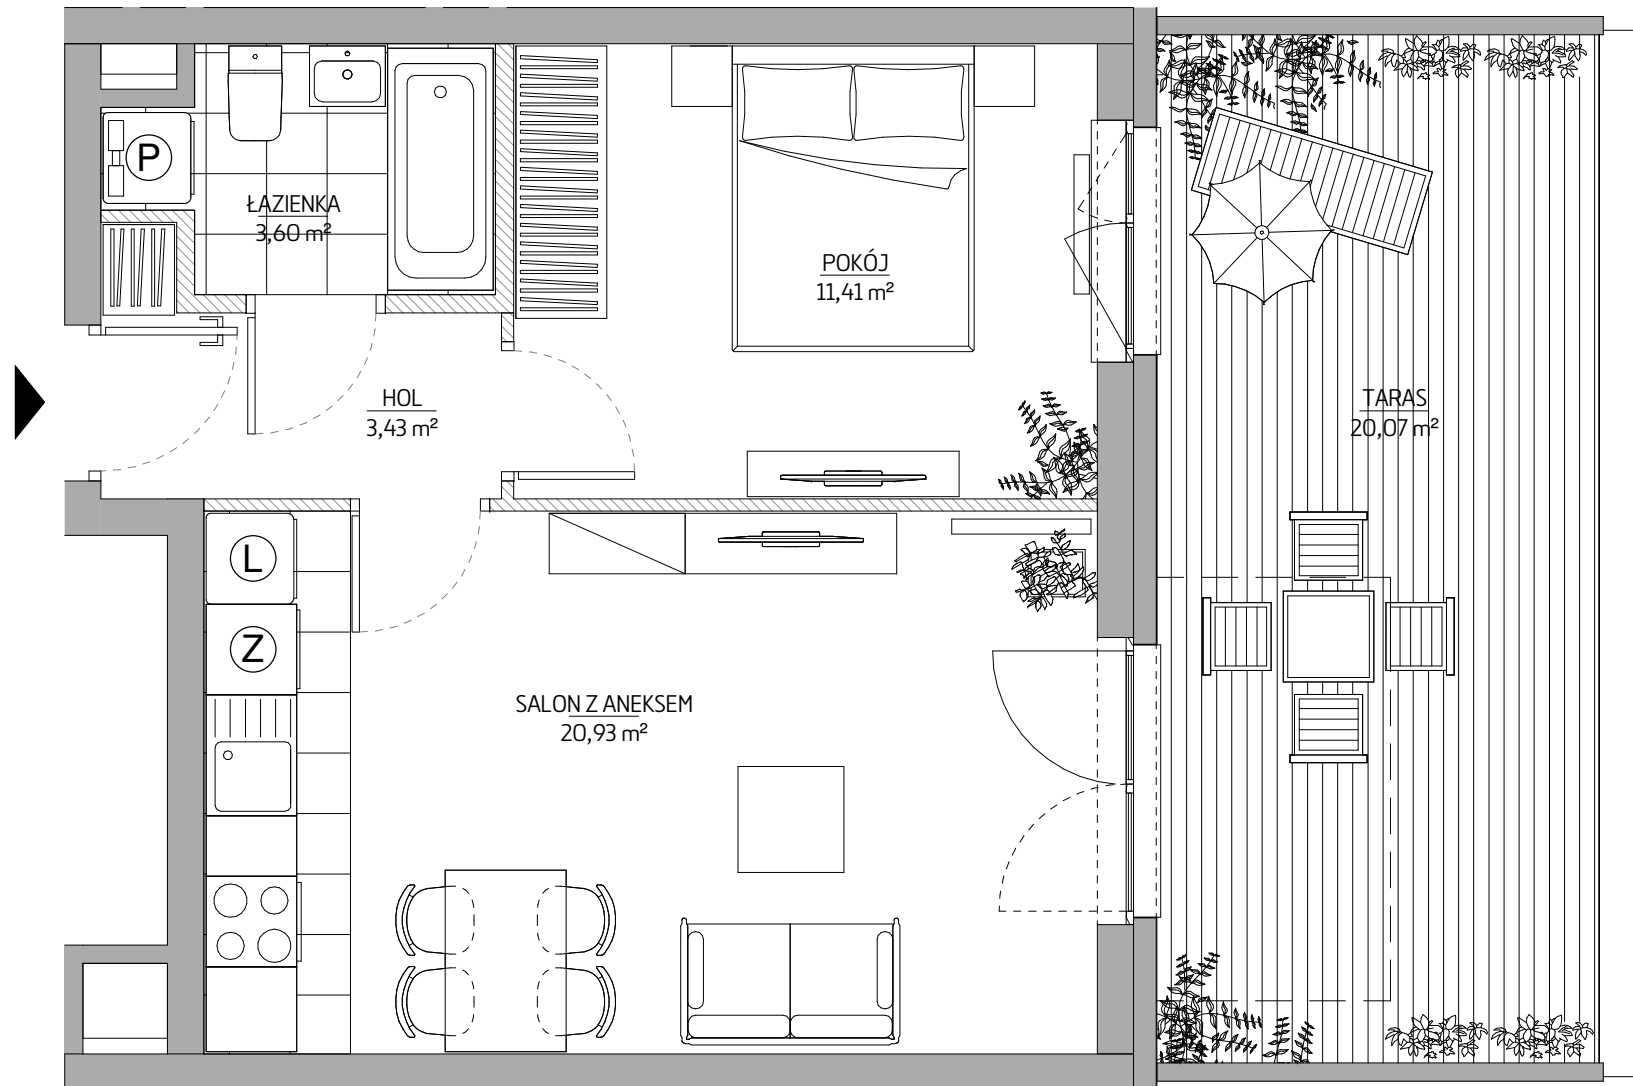 P
ŁAZIENKA
3,60 m²
POKÓJ
11,41 m²
HOL
3,43 m²
TARAS
20,07 m²
L
Z
SALON Z ANEKSEM
20,93 m²